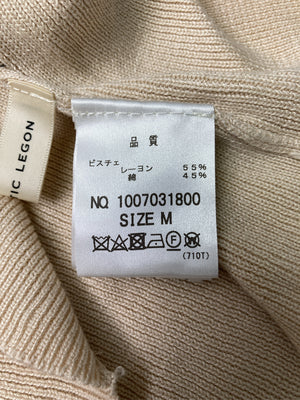 IC LEGON
品質
ビスチェ
レーヨン 55%
綿 45%
NO. 1007031800
SIZE M
F W
(710T)